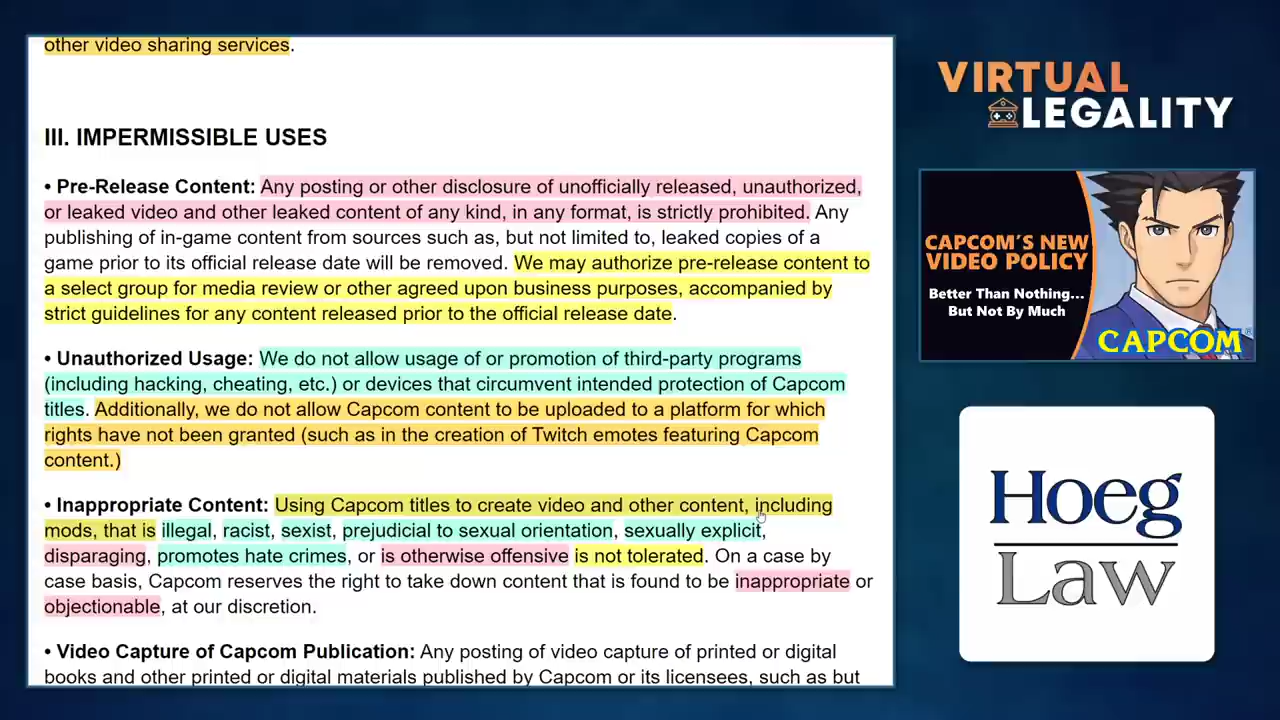 other video sharing services.
III. IMPERMISSIBLE USES
• Pre-Release Content: Any posting or other disclosure of unofficially released, unauthorized,
or leaked video and other leaked content of any kind, in any format, is strictly prohibited. Any
publishing of in-game content from sources such as, but not limited to, leaked copies of a
game prior to its official release date will be removed. We may authorize pre-release content to
a select group for media review or other agreed upon business purposes, accompanied by
strict guidelines for any content released prior to the official release date.
• Unauthorized Usage: We do not allow usage of or promotion of third-party programs
(including hacking, cheating, etc.) or devices that circumvent intended protection of Capcom
titles. Additionally, we do not allow Capcom content to be uploaded to a platform for which
rights have not been granted (such as in the creation of Twitch emotes featuring Capcom
content.)
• Inappropriate Content: Using Capcom titles to create video and other content, including
mods, that is illegal, racist, sexist, prejudicial to sexual orientation, sexually explicit,
disparaging, promotes hate crimes, or is otherwise offensive is not tolerated. On a case by
case basis, Capcom reserves the right to take down content that is found to be inappropriate or
objectionable, at our discretion.
• Video Capture of Capcom Publication: Any posting of video capture of printed or digital
books and other printed or digital materials published by Capcom or its licensees, such as but
VIRTUAL
LEGALITY
CAPCOM'S NEW
VIDEO POLICY
Better Than Nothing...
But Not By Much
CAPCOM®
Hoeg
Law